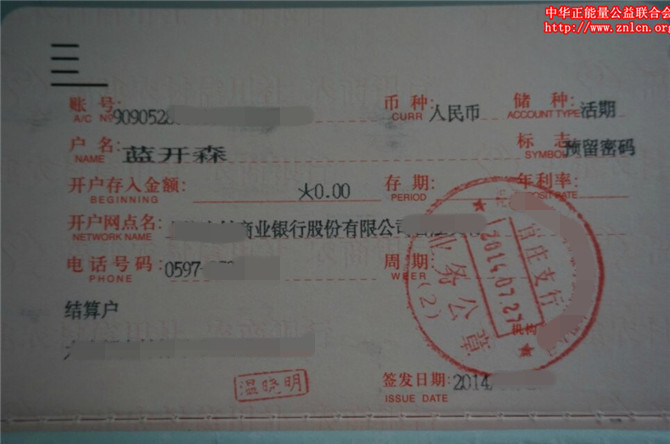 中华正能量公益联合会
http://www.znlcn.org
账号: 9090528 币种: 人民币 储种: 活期
A/C NO CURR ACCOUNT TYPE
户名: 蓝开森 标志: 预留密码
NAME SYMBOL
开户存入金额: 0.00 存期: 年利率:
BEGINNING PERIOD
开户网点名: 商业银行股份有限公司
NETWORK NAME
电话号码: 0597- 周期:
PHONE
结算户
官庄支行
2014.07.27
业务公章
(2)
温晓明
签发日期: 2014
ISSUE DATE